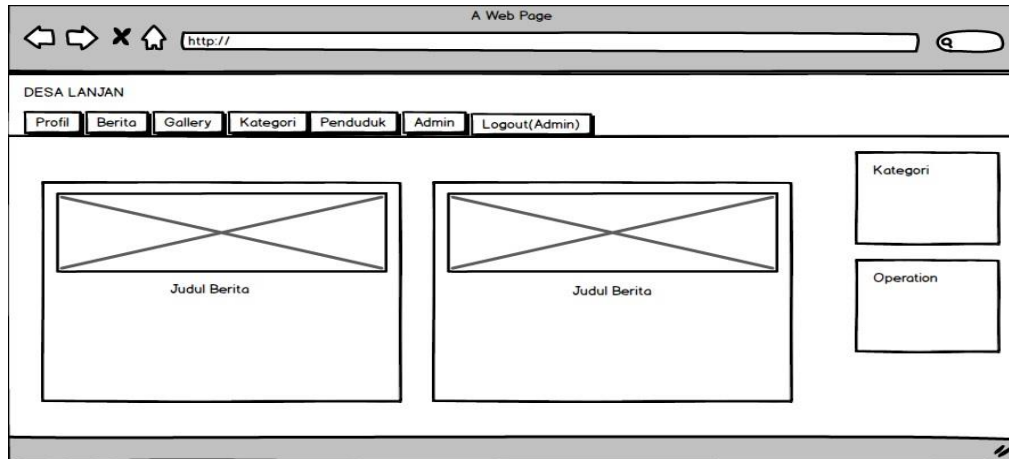 A Web Page
http://
DESA LANJAN
Profil Berita Gallery Kategori Penduduk Admin Logout(Admin)
Judul Berita
Judul Berita
Kategori
Operation